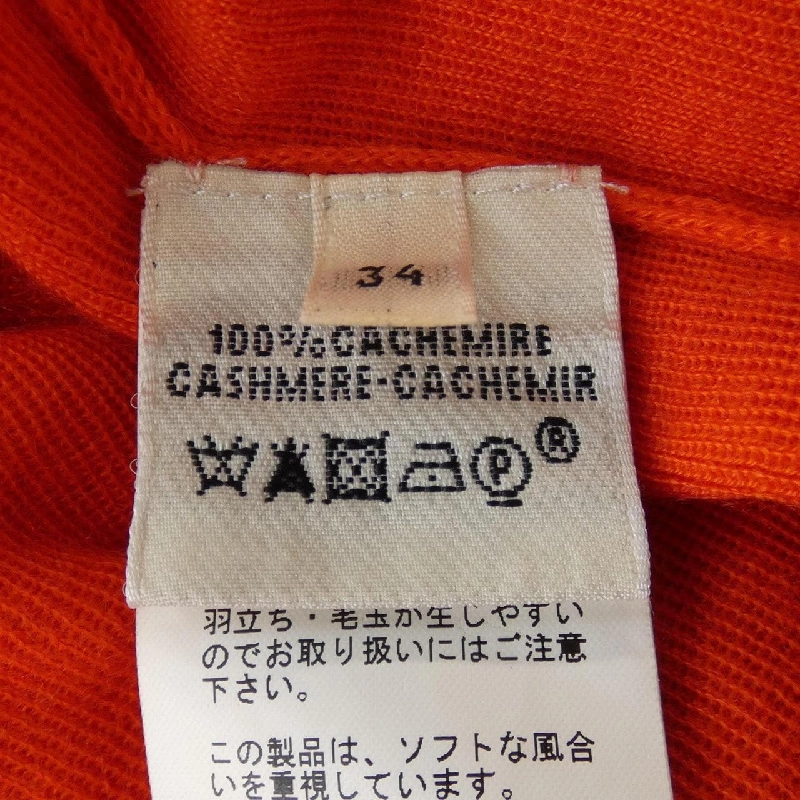 34
100%CACHEMIRE
CASHMERE-CACHEMIR
P ®
羽立ち・毛玉が生しやすい
のでお取り扱いにはご注意
下さい。
この製品は、ソフトな風合
いを重視しています。